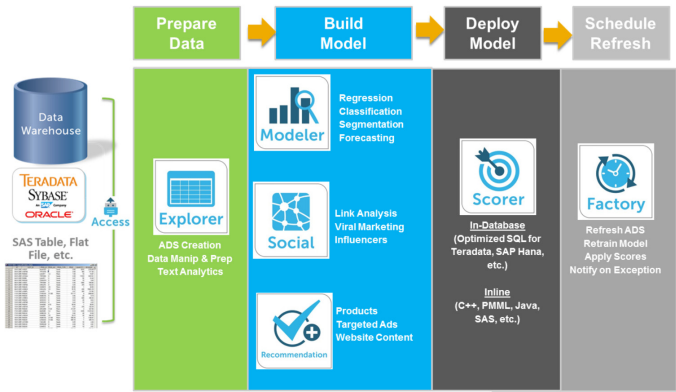 Prepare
Data
Build
Model
Deploy
Model
Schedule
Refresh
Data
Warehouse
TERADATA
SYBASE
An SAP Company
ORACLE
Access
SAS Table, Flat
File, etc.
Explorer
ADS Creation
Data Manip & Prep
Text Analytics
Modeler
Regression
Classification
Segmentation
Forecasting
Social
Link Analysis
Viral Marketing
Influencers
Recommendation
Products
Targeted Ads
Website Content
Scorer
In-Database
(Optimized SQL for
Teradata, SAP Hana,
etc.)
Inline
(C++, PMML, Java,
SAS, etc.)
Factory
Refresh ADS
Retrain Model
Apply Scores
Notify on Exception